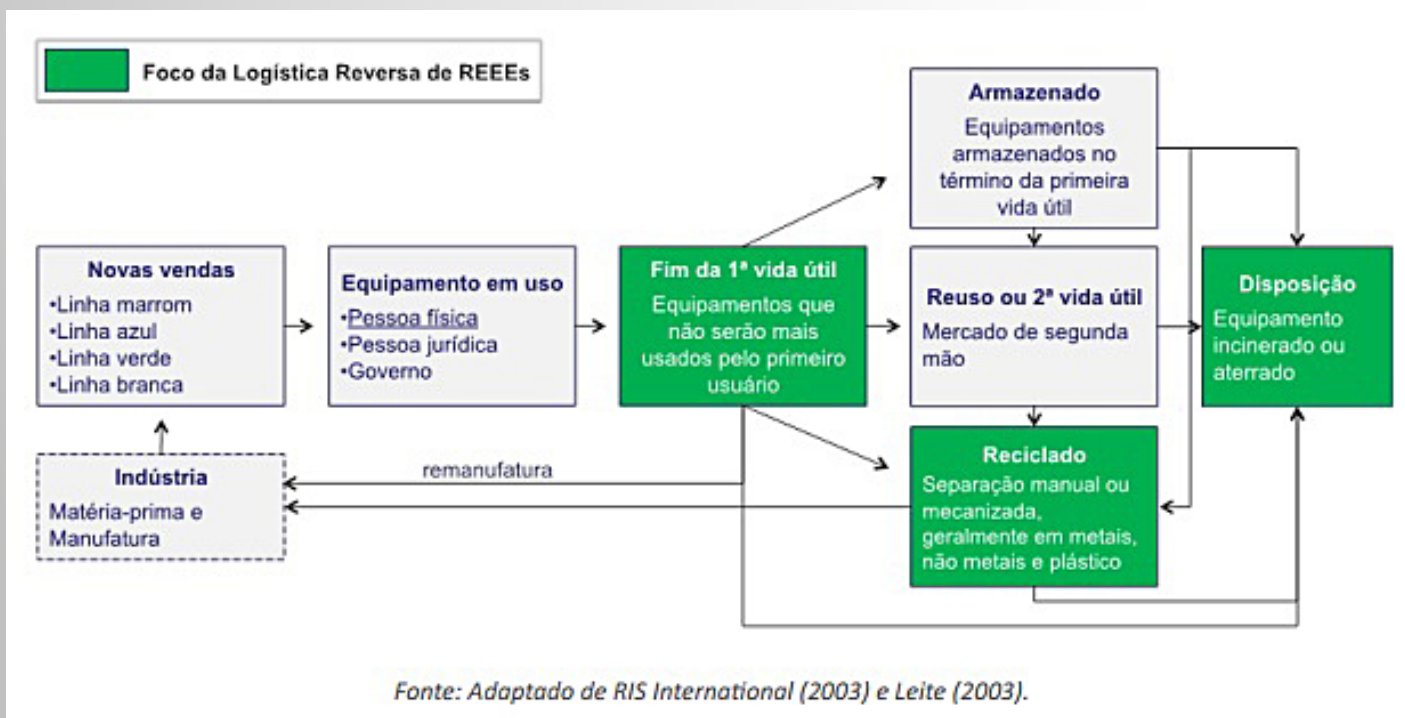 Foco da Logística Reversa de REEEs
Armazenado
Equipamentos
armazenados no
término da primeira
vida útil
Novas vendas
•Linha marrom
•Linha azul
•Linha verde
•Linha branca
Equipamento em uso
•Pessoa física
•Pessoa jurídica
•Governo
Fim da 1ª vida útil
Equipamentos que
não serão mais
usados pelo primeiro
usuário
Reuso ou 2ª vida útil
Mercado de segunda
mão
Disposição
Equipamento
incinerado ou
aterrado
Indústria
Matéria-prima e
Manufatura
remanufatura
Reciclado
Separação manual ou
mecanizada,
geralmente em metais,
não metais e plástico
Fonte: Adaptado de RIS International (2003) e Leite (2003).